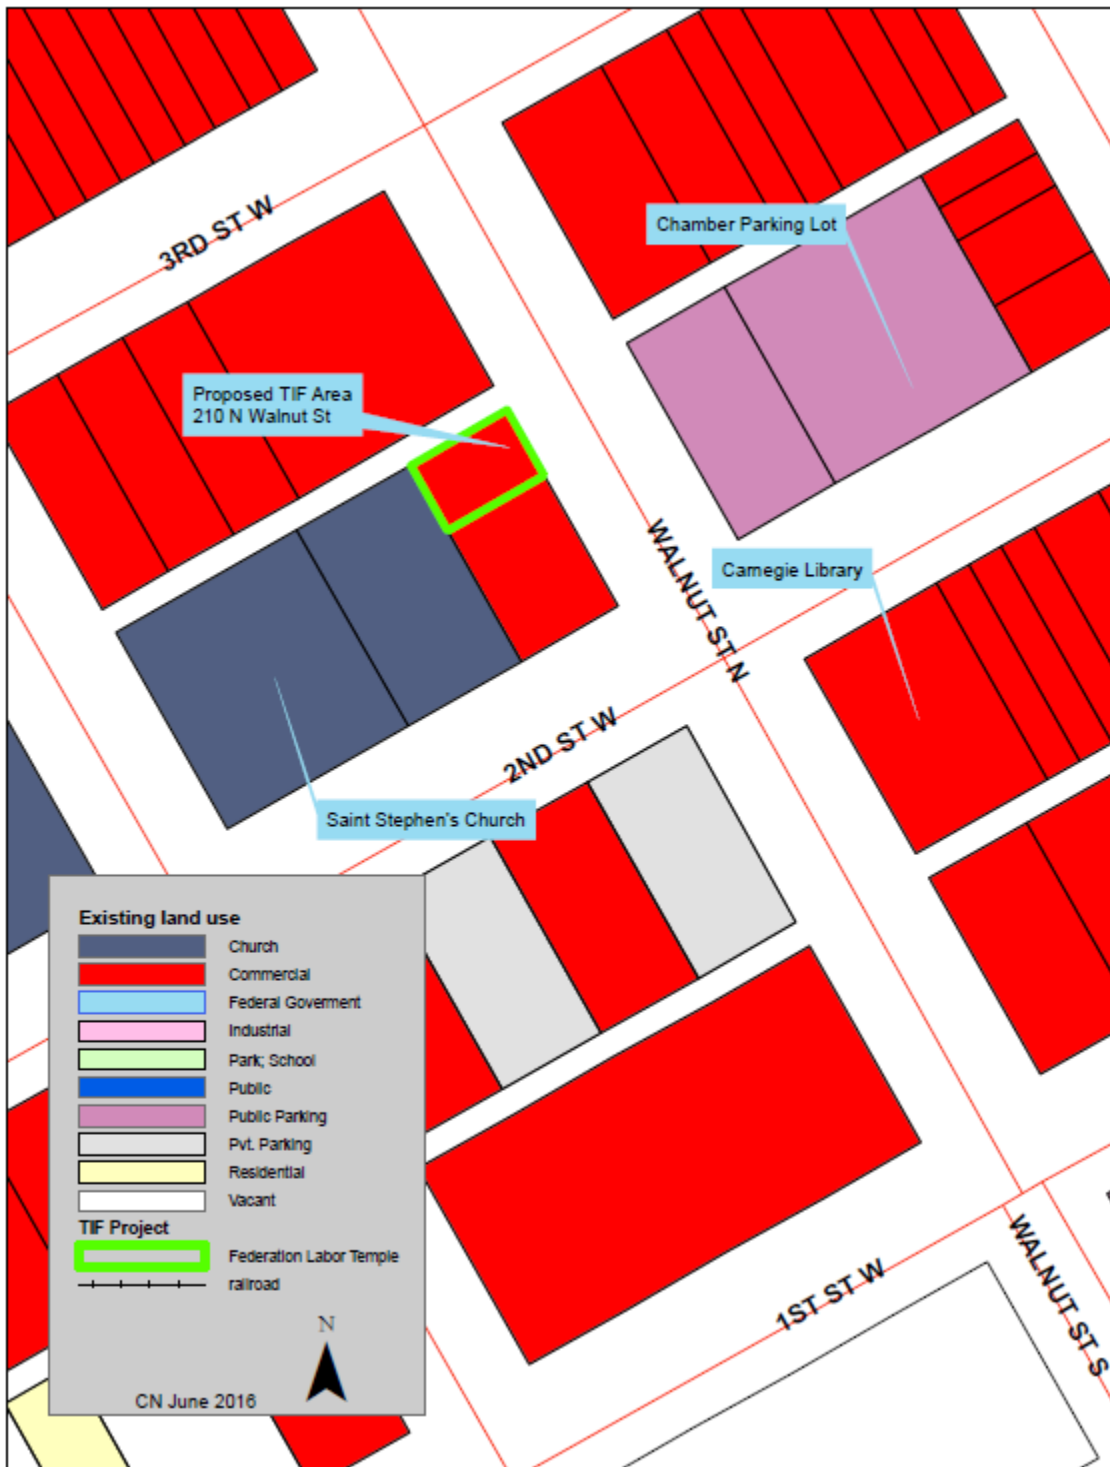 3RD ST W
Chamber Parking Lot
Proposed TIF Area
210 N Walnut St
WALNUT ST N
Carnegie Library
2ND ST W
Saint Stephen's Church
Existing land use
Church
Commercial
Federal Goverment
Industrial
Park; School
Public
Public Parking
Pvt. Parking
Residential
Vacant
TIF Project
Federation Labor Temple
railroad
N
CN June 2016
1ST ST W
WALNUT ST S